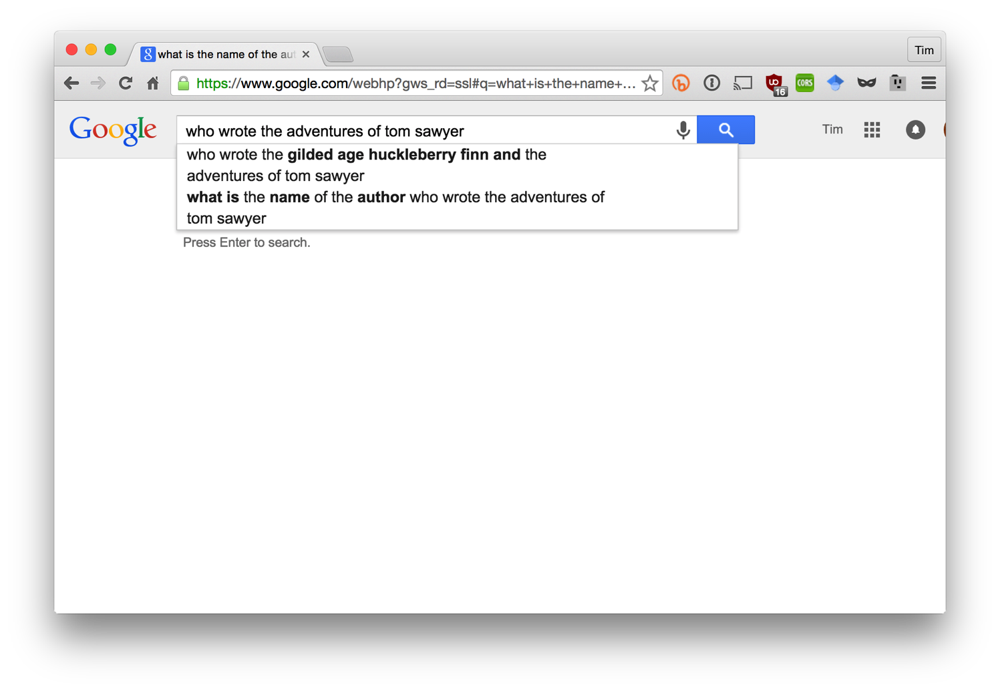 what is the name of the aut
Tim
https://www.google.com/webhp?gws_rd=ssl#q=what+is+the+name+...
16
CORS
Google
who wrote the adventures of tom sawyer
Tim
who wrote the gilded age huckleberry finn and the
adventures of tom sawyer
what is the name of the author who wrote the adventures of
tom sawyer
Press Enter to search.